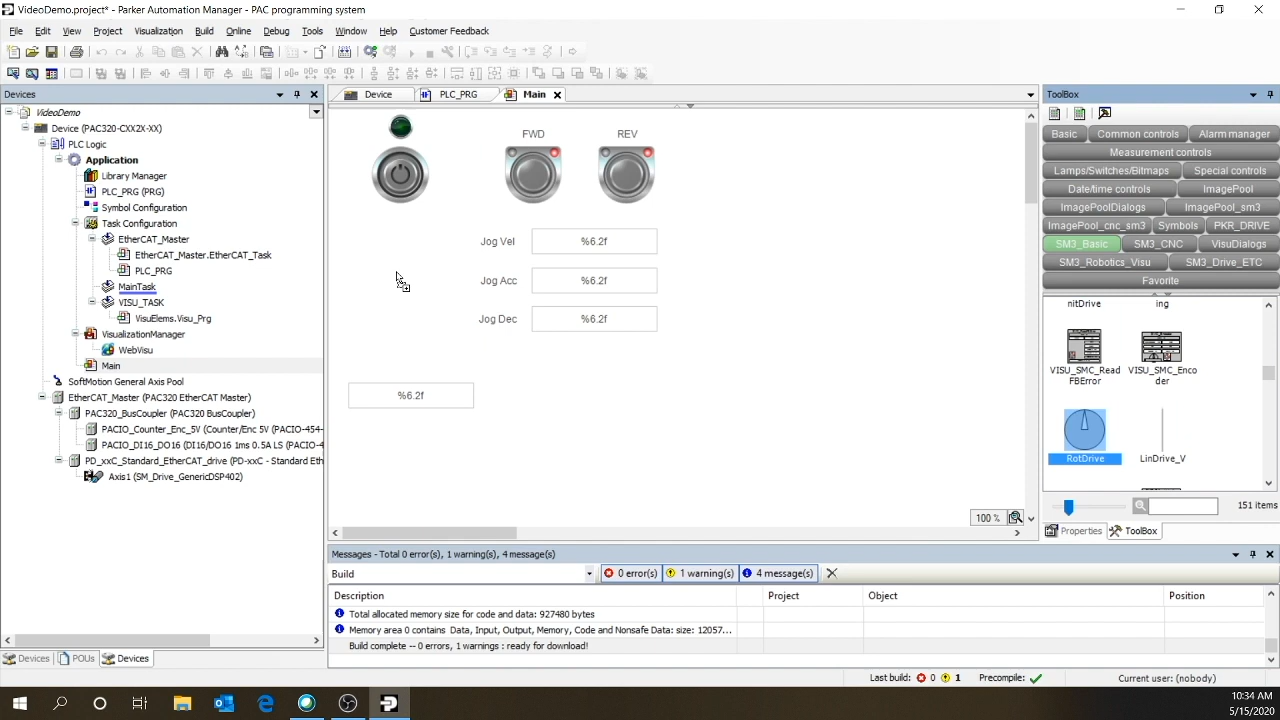 VideoDemo.project* - Parker Automation Manager - PAC programming system
File Edit View Project Visualization Build Online Debug Tools Window Help Customer Feedback
Devices
VideoDemo
Device (PAC320-CXX2X-XX)
PLC Logic
Application
Library Manager
PLC_PRG (PRG)
Symbol Configuration
Task Configuration
EtherCAT_Master
EtherCAT_Master.EtherCAT_Task
PLC_PRG
MainTask
VISU_TASK
VisuElems.Visu_Prg
VisualizationManager
WebVisu
Main
SoftMotion General Axis Pool
EtherCAT_Master (PAC320 EtherCAT Master)
PAC320_BusCoupler (PAC320 BusCoupler)
PACIO_Counter_Enc_5V (Counter/Enc 5V (PACIO-454-
PACIO_DI16_DO16 (DI16/DO16 1ms 0.5A LS (PACIO-4
PD_xxC_Standard_EtherCAT_drive (PD-xxC - Standard Eth
Axis1 (SM_Drive_GenericDSP402)
Devices POUs Devices
Device PLC_PRG Main
FWD REV
Jog Vel %6.2f
Jog Acc %6.2f
Jog Dec %6.2f
%6.2f
100 %
ToolBox
Basic Common controls Alarm manager
Measurement controls
Lamps/Switches/Bitmaps Special controls
Date/time controls ImagePool
ImagePoolDialogs ImagePool_sm3
ImagePool_cnc_sm3 Symbols PKR_DRIVE
SM3_Basic SM3_CNC VisuDialogs
SM3_Robotics_Visu SM3_Drive_ETC
Favorite
nitDrive ing
VISU_SMC_Read VISU_SMC_Enco
FBError der
RotDrive LinDrive_V
151 items
Properties ToolBox
Messages - Total 0 error(s), 1 warning(s), 4 message(s)
Build 0 error(s) 1 warning(s) 4 message(s)
Description Project Object Position
Total allocated memory size for code and data: 927480 bytes
Memory area 0 contains Data, Input, Output, Memory, Code and Nonsafe Data: size: 12057...
Build complete -- 0 errors, 1 warnings : ready for download!
Last build: 0 1 Precompile: Current user: (nobody)
10:34 AM
5/15/2020